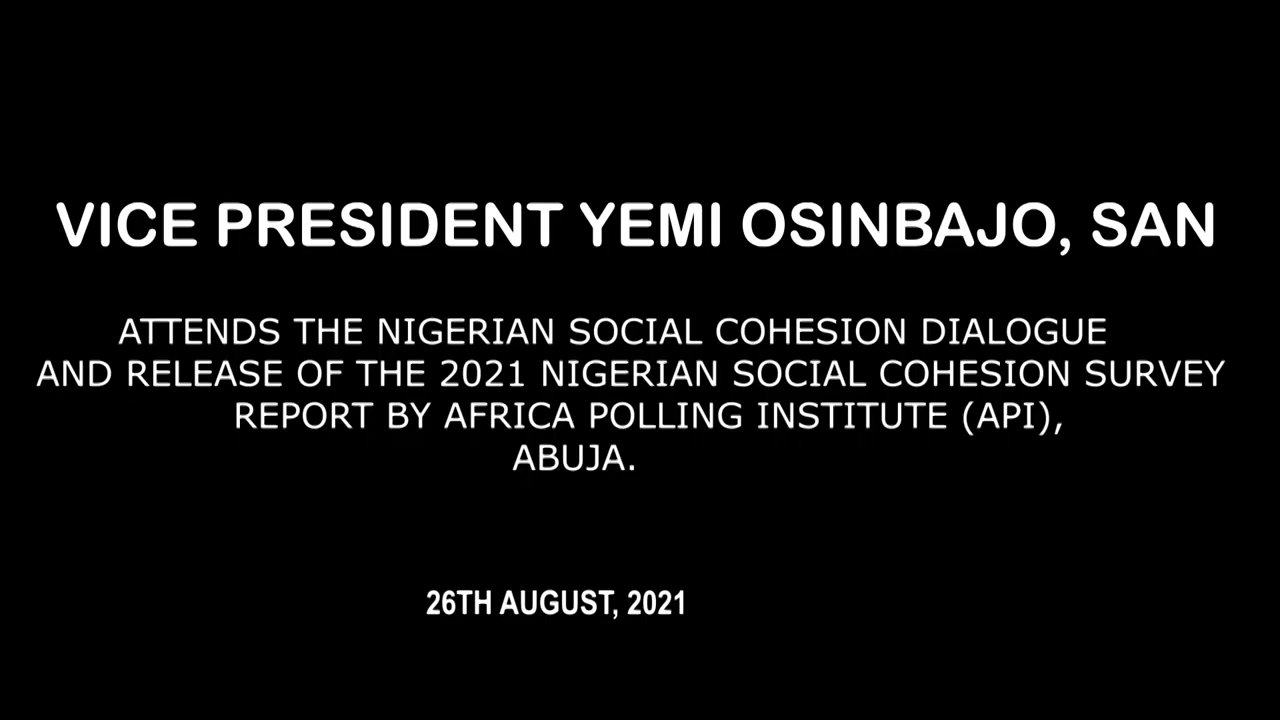 VICE PRESIDENT YEMI OSINBAJO, SAN
ATTENDS THE NIGERIAN SOCIAL COHESION DIALOGUE
AND RELEASE OF THE 2021 NIGERIAN SOCIAL COHESION SURVEY
REPORT BY AFRICA POLLING INSTITUTE (API),
ABUJA.
26TH AUGUST, 2021